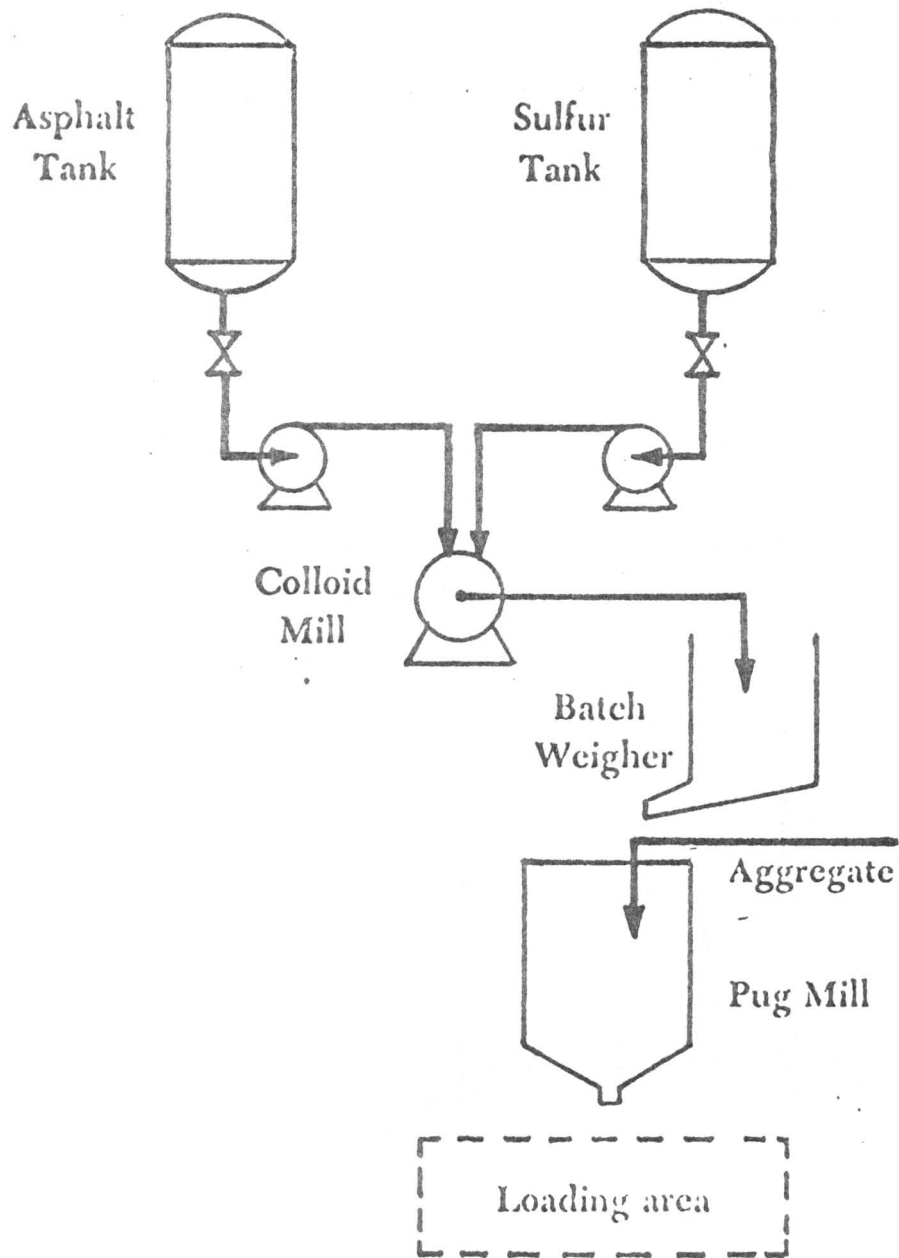 Asphalt
Tank
Sulfur
Tank
Colloid
Mill
Batch
Weigher
Aggregate
Pug Mill
Loading area